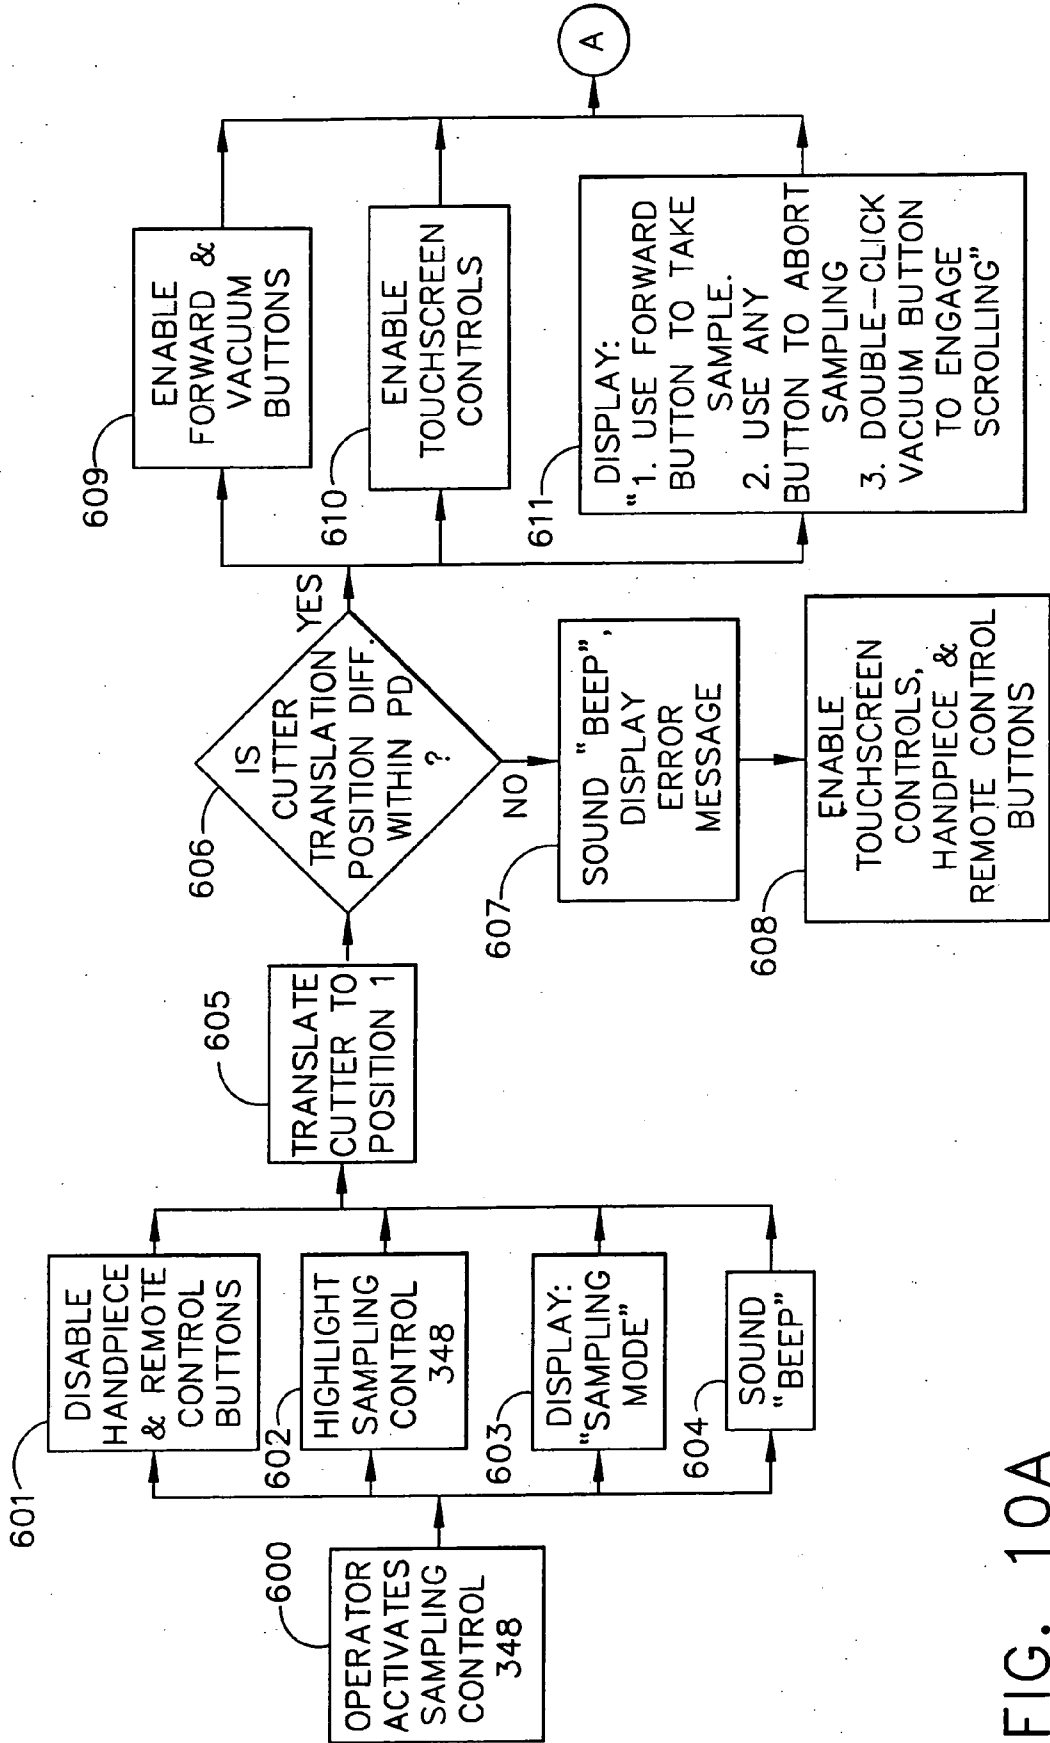 600
OPERATOR
ACTIVATES
SAMPLING
CONTROL
348
601
DISABLE
HANDPIECE
& REMOTE
CONTROL
BUTTONS
602
HIGHLIGHT
SAMPLING
CONTROL
348
603
DISPLAY:
"SAMPLING
MODE"
604
SOUND
"BEEP"
605
TRANSLATE
CUTTER TO
POSITION 1
606
IS
CUTTER
TRANSLATION
POSITION DIFF.
WITHIN PD
?
YES
NO
607
SOUND "BEEP",
DISPLAY
ERROR
MESSAGE
608
ENABLE
TOUCHSCREEN
CONTROLS,
HANDPIECE &
REMOTE CONTROL
BUTTONS
609
ENABLE
FORWARD &
VACUUM
BUTTONS
610
ENABLE
TOUCHSCREEN
CONTROLS
611
DISPLAY:
"1. USE FORWARD
BUTTON TO TAKE
SAMPLE.
2. USE ANY
BUTTON TO ABORT
SAMPLING
3. DOUBLE-CLICK
VACUUM BUTTON
TO ENGAGE
SCROLLING"
A
FIG. 10A